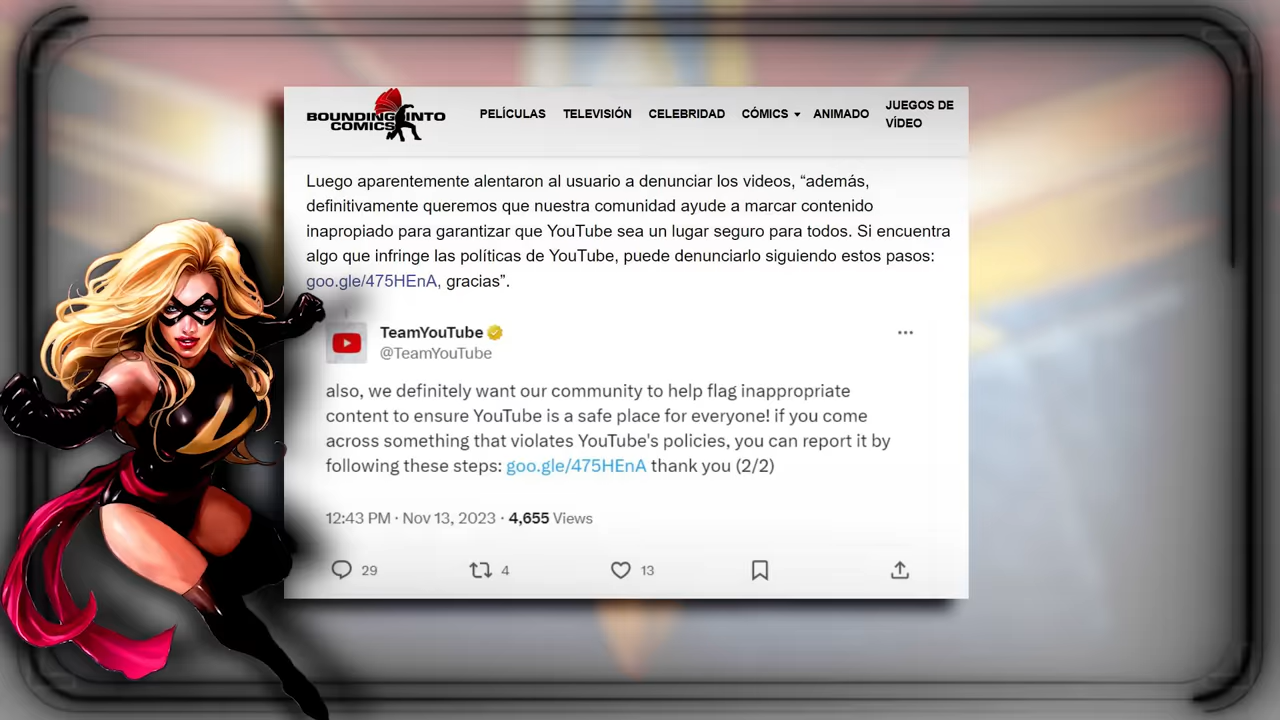 BOUNDING INTO
COMICS
PELÍCULAS TELEVISIÓN CELEBRIDAD CÓMICS ANIMADO JUEGOS DE
VÍDEO
Luego aparentemente alentaron al usuario a denunciar los videos, “además,
definitivamente queremos que nuestra comunidad ayude a marcar contenido
inapropiado para garantizar que YouTube sea un lugar seguro para todos. Si encuentra
algo que infringe las políticas de YouTube, puede denunciarlo siguiendo estos pasos:
goo.gle/475HEnA, gracias”.
TeamYouTube
@TeamYouTube
also, we definitely want our community to help flag inappropriate
content to ensure YouTube is a safe place for everyone! if you come
across something that violates YouTube's policies, you can report it by
following these steps: goo.gle/475HEnA thank you (2/2)
12:43 PM · Nov 13, 2023 · 4,655 Views
29 4 13